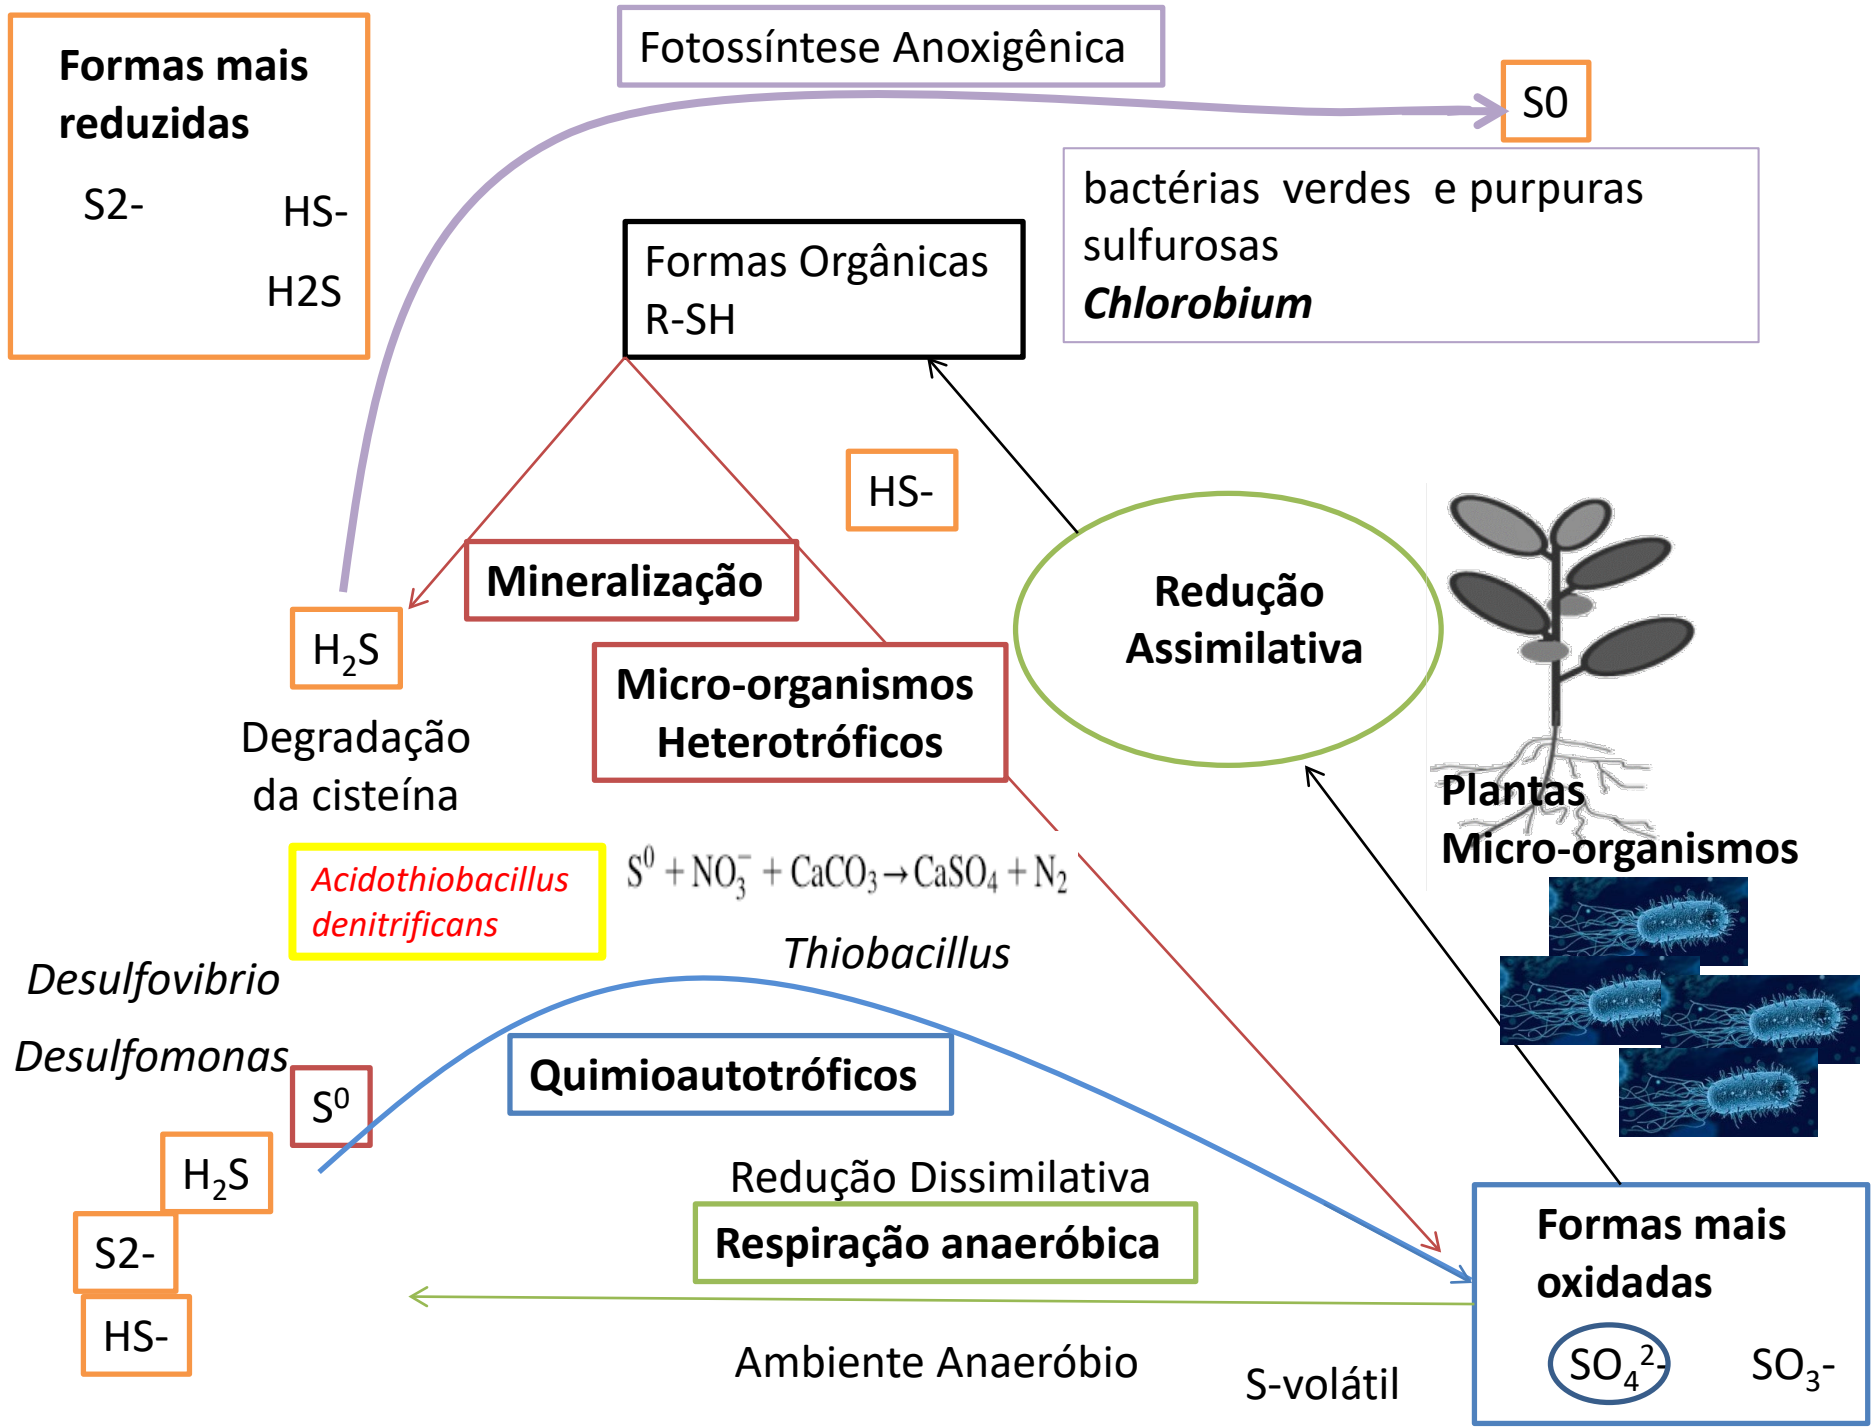 Formas mais
reduzidas
S2-
HS-
H2S
Fotossíntese Anoxigênica
S0
bactérias verdes e purpuras
sulfurosas
Chlorobium
Formas Orgânicas
R-SH
HS-
Mineralização
Redução
Assimilativa
H₂S
Degradação
da cisteína
Micro-organismos
Heterotróficos
Plantas
Micro-organismos
Acidothiobacillus
denitrificans
S⁰ + NO₃⁻ + CaCO₃ → CaSO₄ + N₂
Thiobacillus
Desulfovibrio
Desulfomonas
S⁰
Quimioautotróficos
H₂S
S2-
HS-
Redução Dissimilativa
Respiração anaeróbica
Ambiente Anaeróbio
S-volátil
Formas mais
oxidadas
SO₄²-
SO₃-